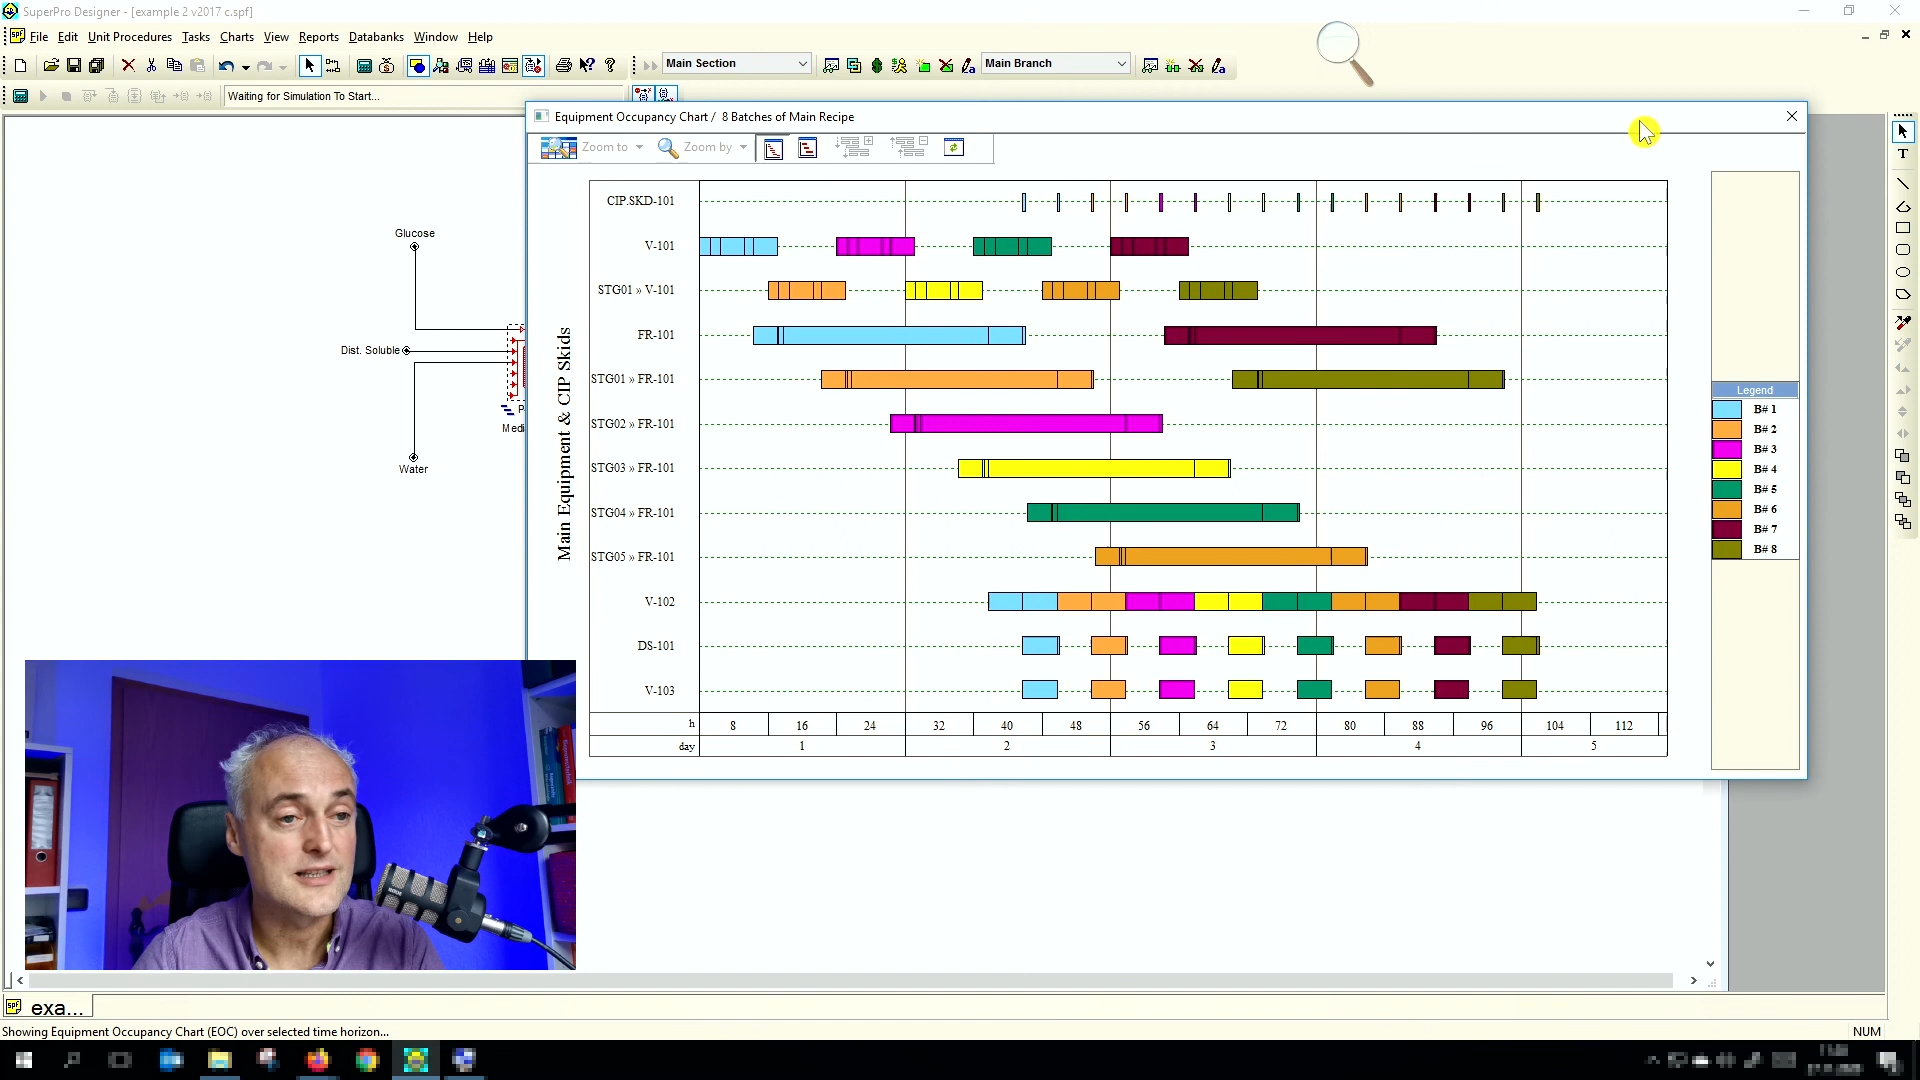 SuperPro Designer - [example 2 v2017 c.spf]
File Edit Unit Procedures Tasks Charts View Reports Databanks Window Help
Main Section
Main Branch
Waiting for Simulation To Start...
Equipment Occupancy Chart / 8 Batches of Main Recipe
Zoom to
Zoom by
Glucose
Dist. Soluble
Water
P
Medi
Main Equipment & CIP Skids
CIP.SKD-101
V-101
STG01 » V-101
FR-101
STG01 » FR-101
STG02 » FR-101
STG03 » FR-101
STG04 » FR-101
STG05 » FR-101
V-102
DS-101
V-103
h 8 16 24 32 40 48 56 64 72 80 88 96 104 112
day 1 2 3 4 5
Legend
B# 1
B# 2
B# 3
B# 4
B# 5
B# 6
B# 7
B# 8
exa...
Showing Equipment Occupancy Chart (EOC) over selected time horizon...
NUM